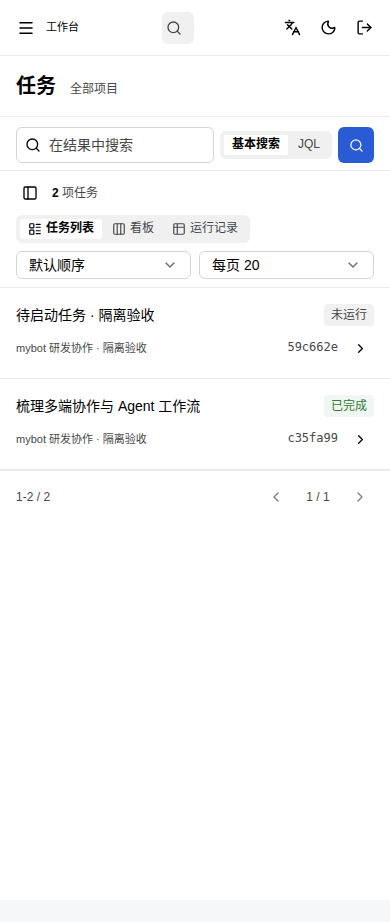 工作台
任务 全部项目
在结果中搜索 基本搜索 JQL
2 项任务
任务列表 看板 运行记录
默认顺序 每页 20
待启动任务 · 隔离验收 未运行
mybot 研发协作 · 隔离验收 59c662e
梳理多端协作与 Agent 工作流 已完成
mybot 研发协作 · 隔离验收 c35fa99
1-2 / 2 1 / 1